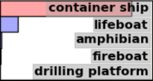 container ship
lifeboat
amphibian
fireboat
drilling platform